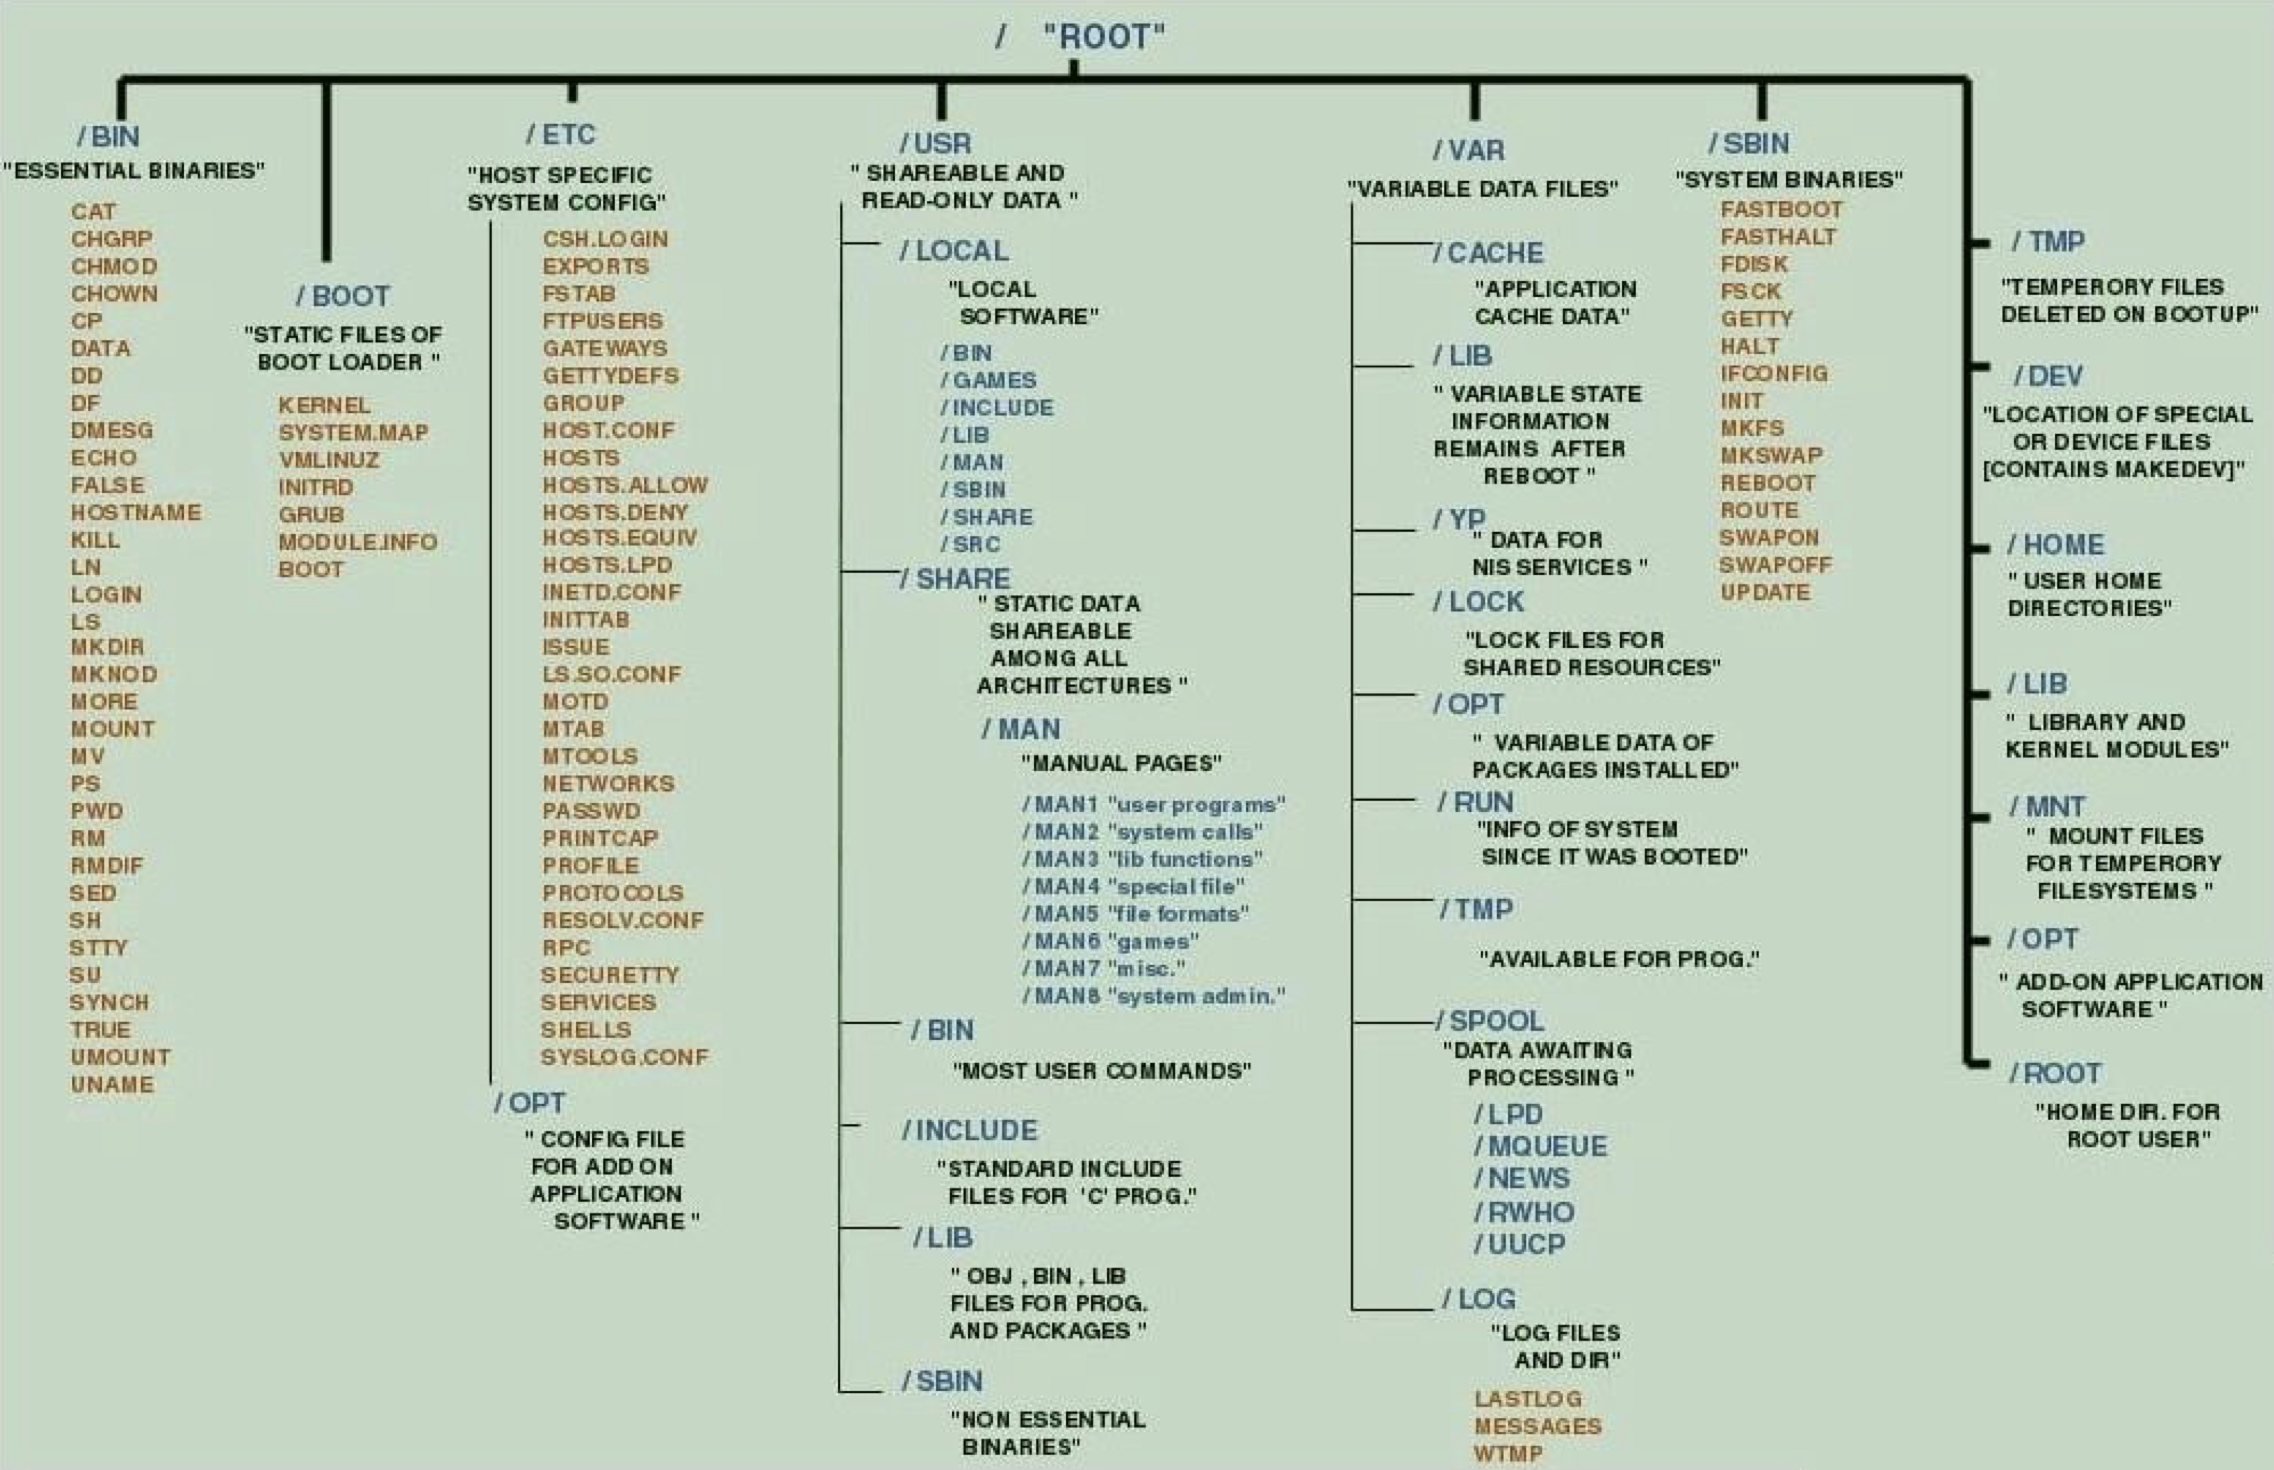 / "ROOT"
/BIN
"ESSENTIAL BINARIES"
CAT
CHGRP
CHMOD
CHOWN
CP
DATA
DD
DF
DMESG
ECHO
FALSE
HOSTNAME
KILL
LN
LOGIN
LS
MKDIR
MKNOD
MORE
MOUNT
MV
PS
PWD
RM
RMDIF
SED
SH
STTY
SU
SYNCH
TRUE
UMOUNT
UNAME
/BOOT
"STATIC FILES OF
BOOT LOADER "
KERNEL
SYSTEM.MAP
VMLINUZ
INITRD
GRUB
MODULE.INFO
BOOT
/ETC
"HOST SPECIFIC
SYSTEM CONFIG"
CSH.LOGIN
EXPORTS
FSTAB
FTPUSERS
GATEWAYS
GETTYDEFS
GROUP
HOST.CONF
HOSTS
HOSTS.ALLOW
HOSTS.DENY
HOSTS.EQUIV
HOSTS.LPD
INETD.CONF
INITTAB
ISSUE
LS.SO.CONF
MOTD
MTAB
MTOOLS
NETWORKS
PASSWD
PRINTCAP
PROFILE
PROTOCOLS
RESOLV.CONF
RPC
SECURETTY
SERVICES
SHELLS
SYSLOG.CONF
/OPT
" CONFIG FILE
FOR ADD ON
APPLICATION
SOFTWARE "
/USR
" SHAREABLE AND
READ-ONLY DATA "
/LOCAL
"LOCAL
SOFTWARE"
/BIN
/GAMES
/INCLUDE
/LIB
/MAN
/SBIN
/SHARE
/SRC
/SHARE
" STATIC DATA
SHAREABLE
AMONG ALL
ARCHITECTURES "
/MAN
"MANUAL PAGES"
/MAN1 "user programs"
/MAN2 "system calls"
/MAN3 "lib functions"
/MAN4 "special file"
/MAN5 "file formats"
/MAN6 "games"
/MAN7 "misc."
/MAN8 "system admin."
/BIN
"MOST USER COMMANDS"
/INCLUDE
"STANDARD INCLUDE
FILES FOR 'C' PROG."
/LIB
" OBJ , BIN , LIB
FILES FOR PROG.
AND PACKAGES "
/SBIN
"NON ESSENTIAL
BINARIES"
/VAR
"VARIABLE DATA FILES"
/CACHE
"APPLICATION
CACHE DATA"
/LIB
" VARIABLE STATE
INFORMATION
REMAINS AFTER
REBOOT "
/YP
" DATA FOR
NIS SERVICES "
/LOCK
"LOCK FILES FOR
SHARED RESOURCES"
/OPT
" VARIABLE DATA OF
PACKAGES INSTALLED"
/RUN
"INFO OF SYSTEM
SINCE IT WAS BOOTED"
/TMP
"AVAILABLE FOR PROG."
/SPOOL
"DATA AWAITING
PROCESSING "
/LPD
/MQUEUE
/NEWS
/RWHO
/UUCP
/LOG
"LOG FILES
AND DIR"
LASTLOG
MESSAGES
WTMP
/SBIN
"SYSTEM BINARIES"
FASTBOOT
FASTHALT
FDISK
FSCK
GETTY
HALT
IFCONFIG
INIT
MKFS
MKSWAP
REBOOT
ROUTE
SWAPON
SWAPOFF
UPDATE
/TMP
"TEMPERORY FILES
DELETED ON BOOTUP"
/DEV
"LOCATION OF SPECIAL
OR DEVICE FILES
[CONTAINS MAKEDEV]"
/HOME
" USER HOME
DIRECTORIES"
/LIB
" LIBRARY AND
KERNEL MODULES"
/MNT
" MOUNT FILES
FOR TEMPERORY
FILESYSTEMS "
/OPT
" ADD-ON APPLICATION
SOFTWARE "
/ROOT
"HOME DIR. FOR
ROOT USER"